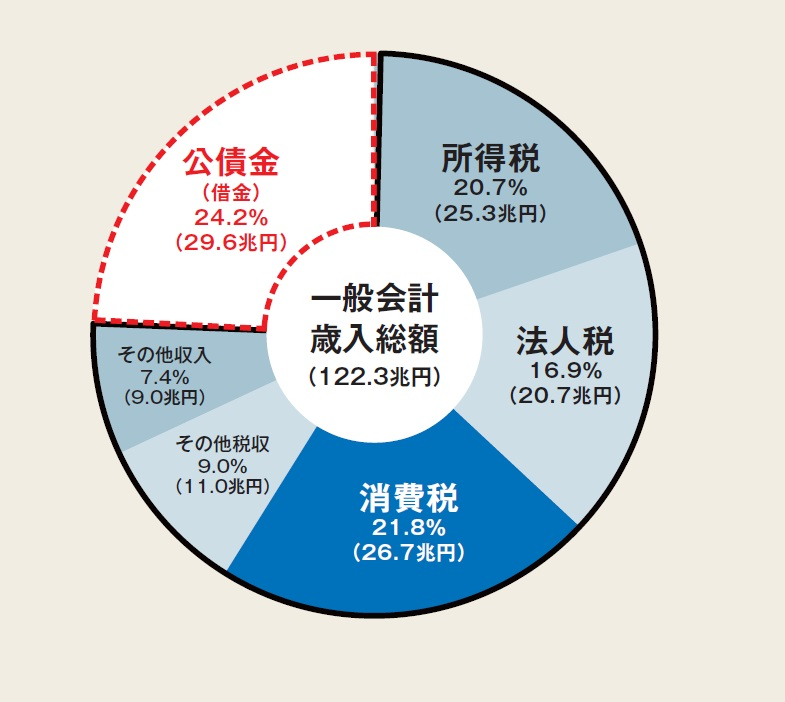 一般会計
歳入総額
（122.3兆円）
所得税
20.7%
（25.3兆円）
法人税
16.9%
（20.7兆円）
消費税
21.8%
（26.7兆円）
その他税収
9.0%
（11.0兆円）
その他収入
7.4%
（9.0兆円）
公債金
（借金）
24.2%
（29.6兆円）